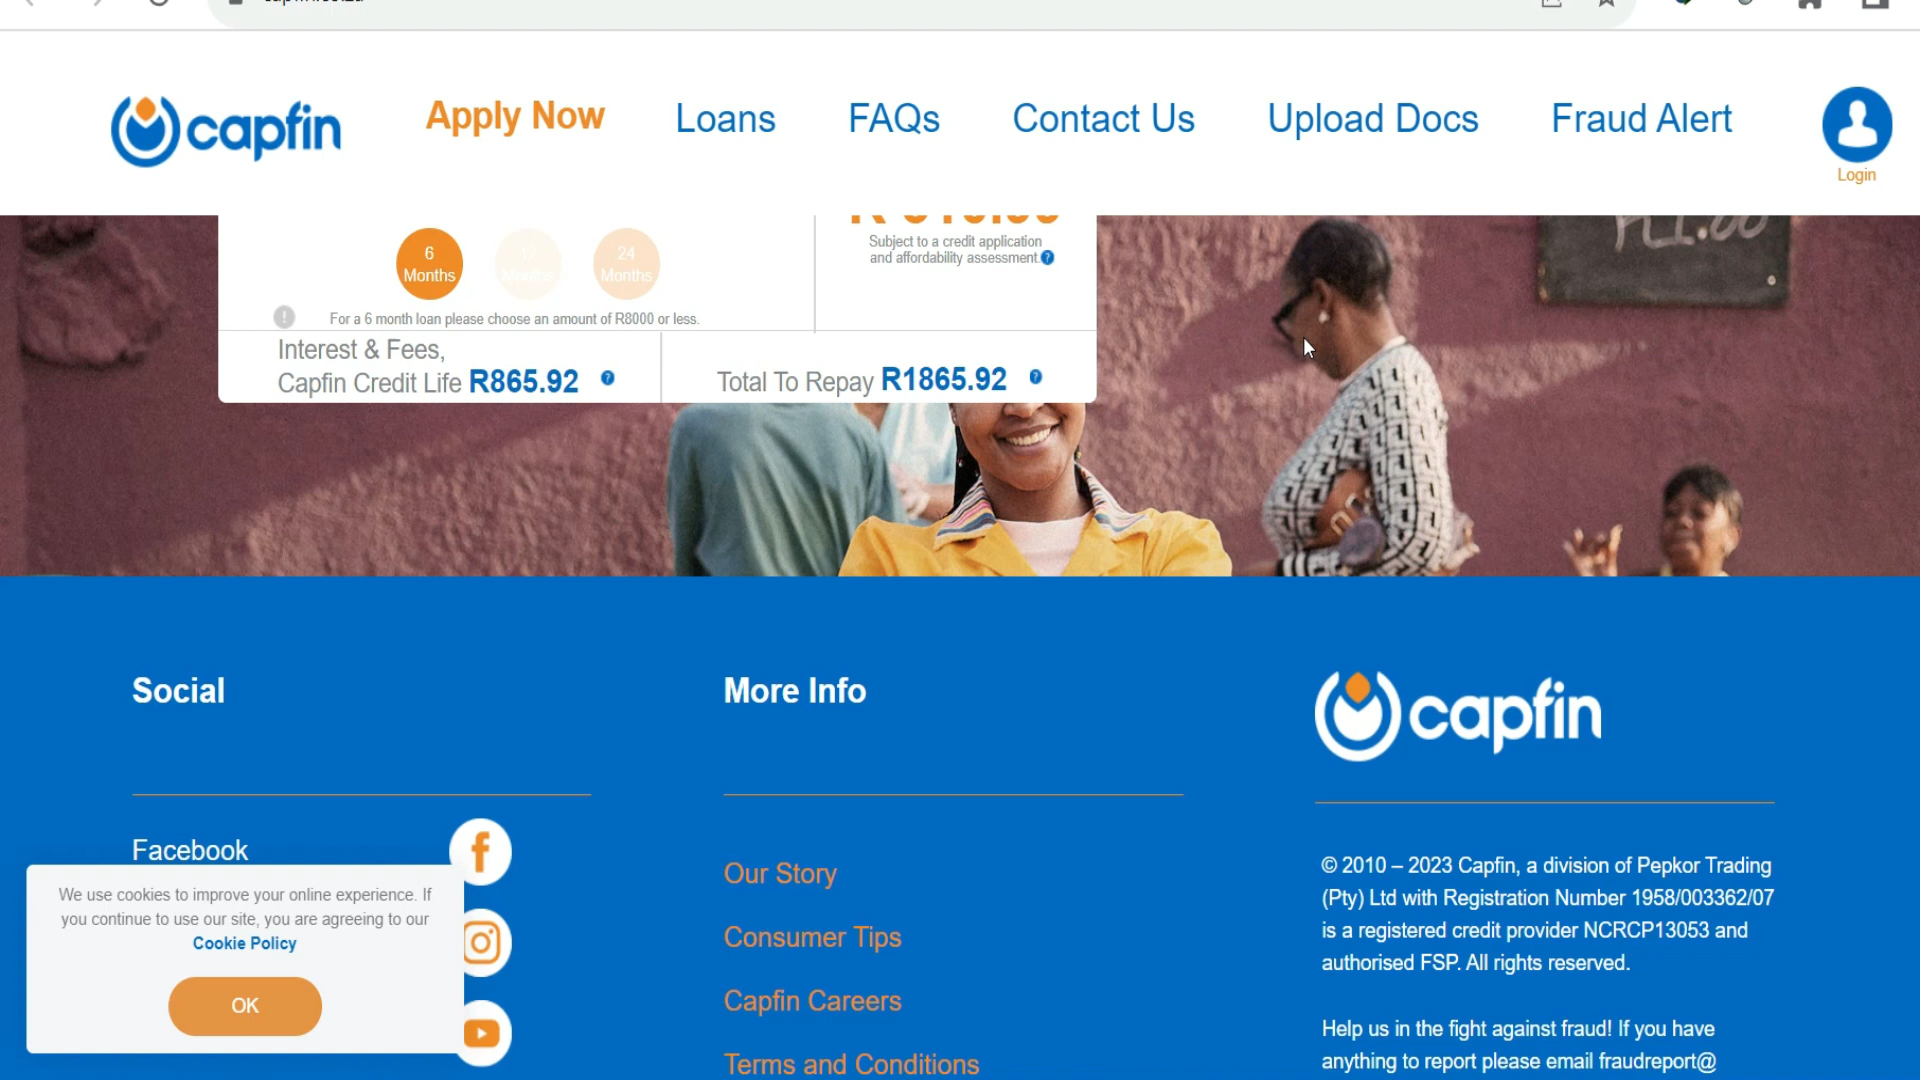 capfin
Apply Now
Loans
FAQs
Contact Us
Upload Docs
Fraud Alert
Login
Subject to a credit application
and affordability assessment.
6
Months
12
Months
24
Months
For a 6 month loan please choose an amount of R8000 or less.
Interest & Fees,
Capfin Credit Life R865.92
Total To Repay R1865.92
Social
More Info
capfin
Facebook
Our Story
Consumer Tips
Capfin Careers
Terms and Conditions
© 2010 – 2023 Capfin, a division of Pepkor Trading
(Pty) Ltd with Registration Number 1958/003362/07
is a registered credit provider NCRCP13053 and
authorised FSP. All rights reserved.
Help us in the fight against fraud! If you have
anything to report please email fraudreport@
We use cookies to improve your online experience. If
you continue to use our site, you are agreeing to our
Cookie Policy
OK